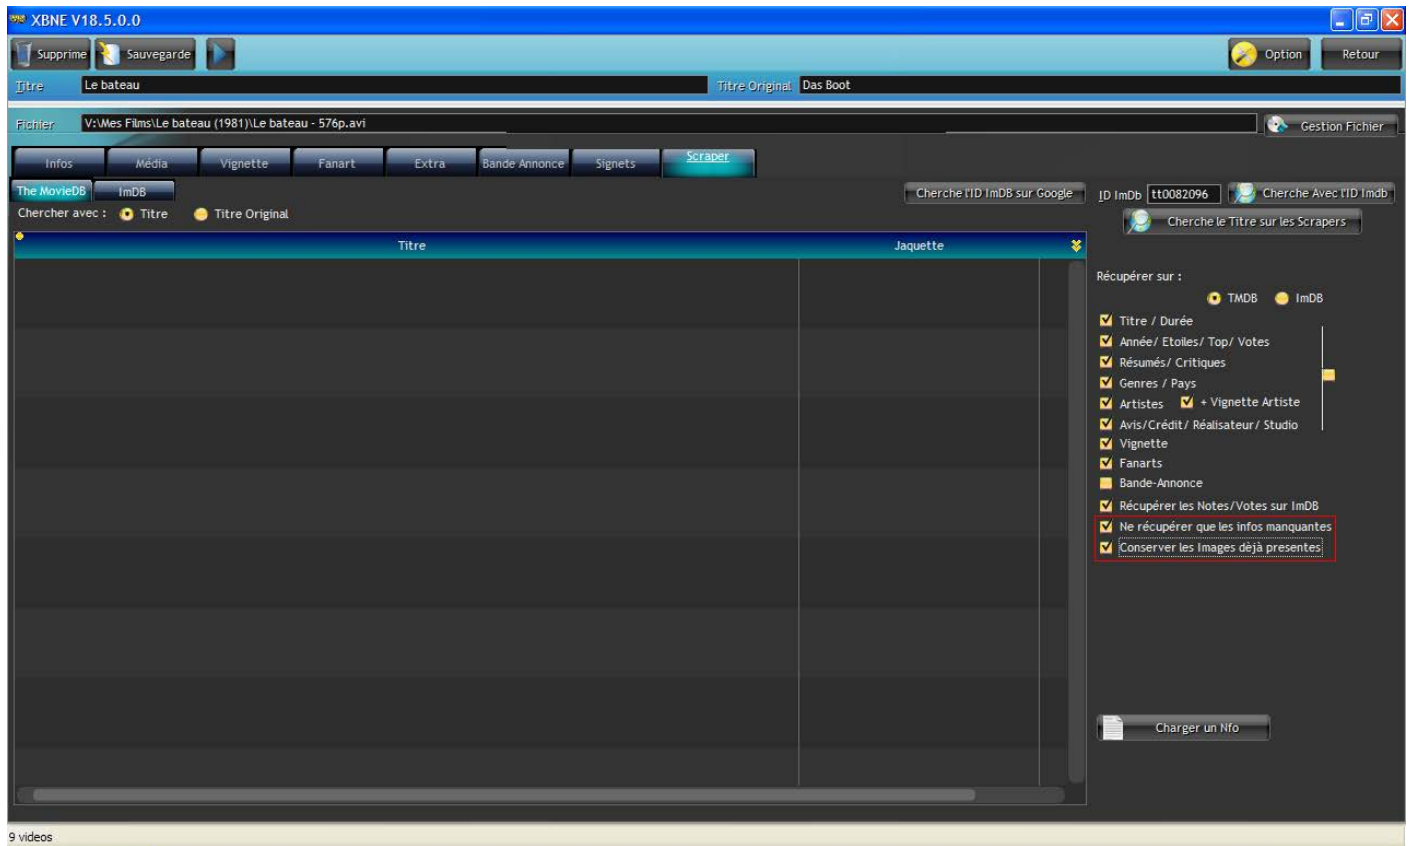 XBNE V18.5.0.0
Supprime Sauvegarde Option Retour
Titre Le bateau Titre Original Das Boot
Fichier V:\Mes Films\Le bateau (1981)\Le bateau - 576p.avi Gestion Fichier
Infos Média Vignette Fanart Extra Bande Annonce Signets Scraper
The MovieDB ImDB Cherche l'ID ImDB sur Google ID ImDb tt0082096 Cherche Avec l'ID Imdb
Chercher avec : Titre Titre Original Cherche le Titre sur les Scrapers
Titre Jaquette
Récupérer sur :
TMDB ImDB
Titre / Durée
Année/ Etoiles/ Top/ Votes
Résumés/ Critiques
Genres / Pays
Artistes + Vignette Artiste
Avis/Crédit/ Réalisateur/ Studio
Vignette
Fanarts
Bande-Annonce
Récupérer les Notes/Votes sur ImDB
Ne récupérer que les infos manquantes
Conserver les Images dèjà presentes
Charger un Nfo
9 videos